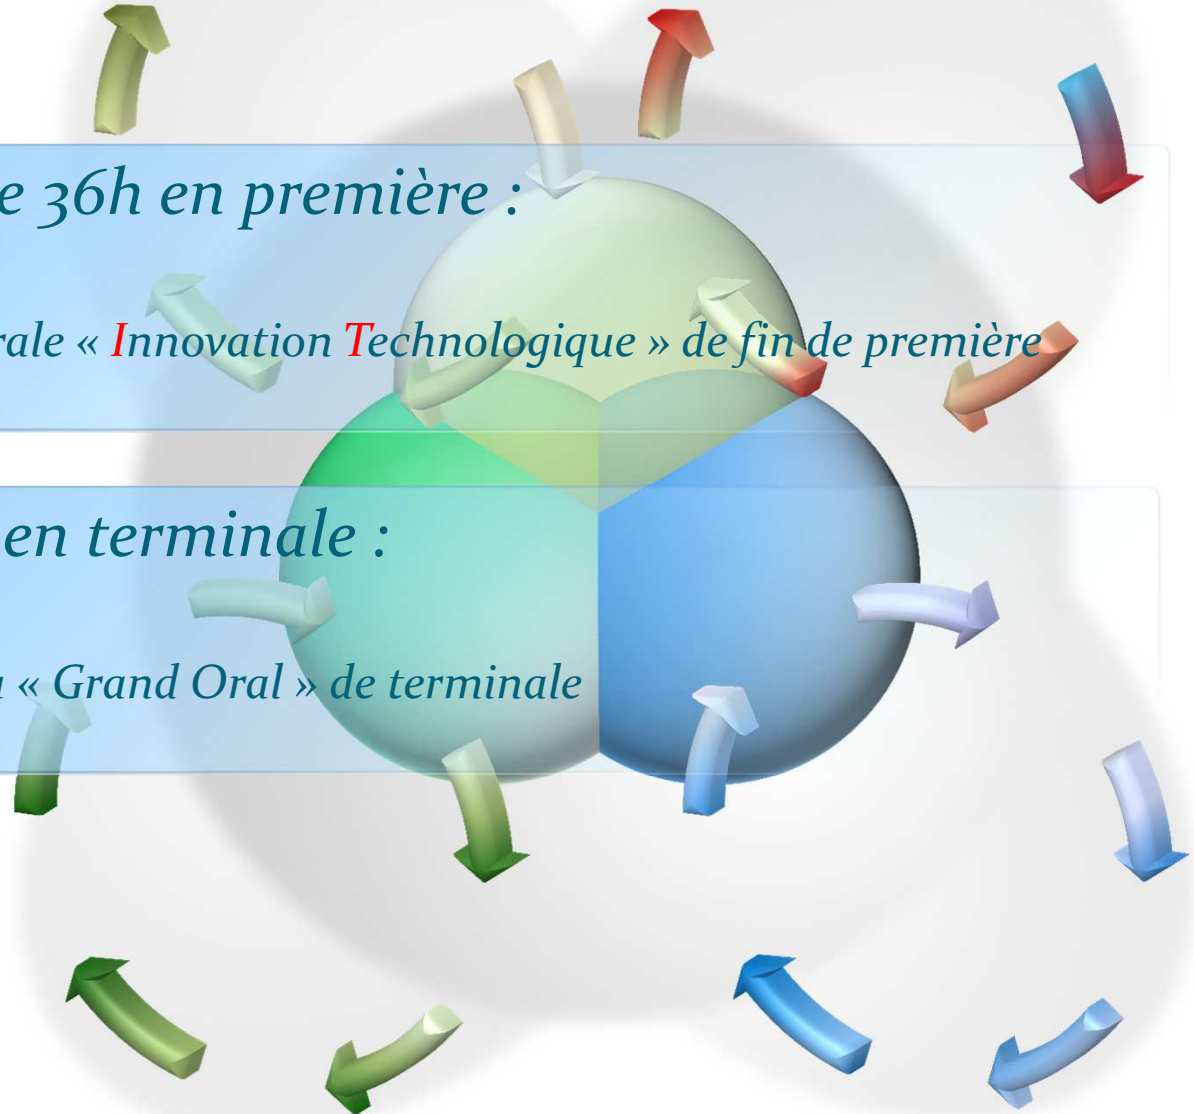 e 36h en première :
rale « Innovation Technologique » de fin de première
en terminale :
« Grand Oral » de terminale